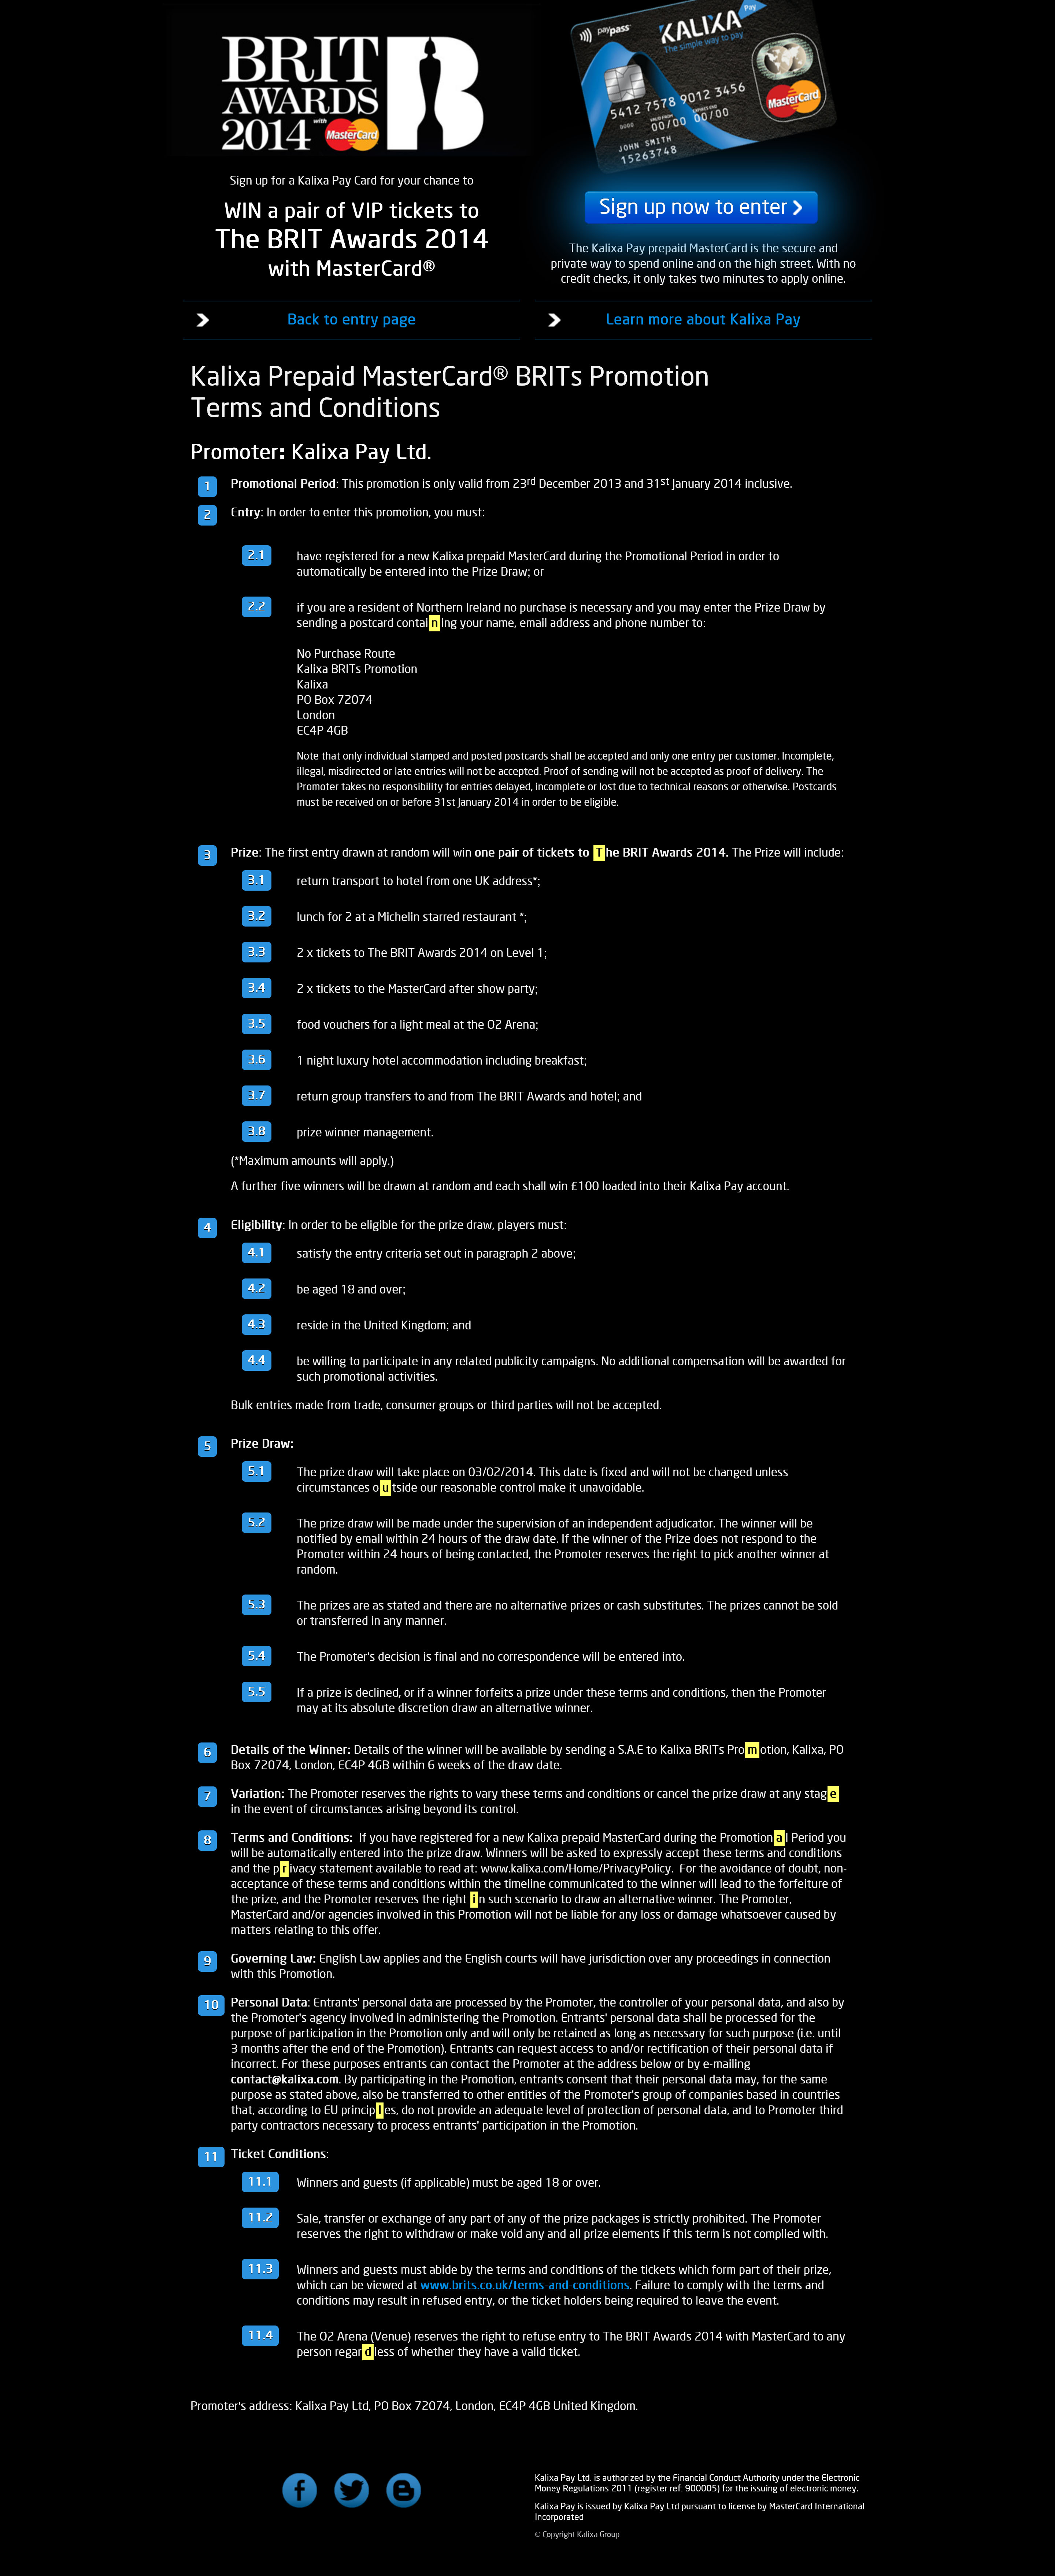 BRIT
AWARDS
2014 with MasterCard
paypass
KALIXA pay
The simple way to pay
5412 7578 9012 3456
0000
VALID FROM 00/00 EXPIRES END 00/00
JOHN SMITH
15263748
MasterCard
Sign up for a Kalixa Pay Card for your chance to
WIN a pair of VIP tickets to
The BRIT Awards 2014
with MasterCard®
Sign up now to enter
The Kalixa Pay prepaid MasterCard is the secure and
private way to spend online and on the high street. With no
credit checks, it only takes two minutes to apply online.
Back to entry page
Learn more about Kalixa Pay
Kalixa Prepaid MasterCard® BRITs Promotion
Terms and Conditions
Promoter: Kalixa Pay Ltd.
1 Promotional Period: This promotion is only valid from 23rd December 2013 and 31st January 2014 inclusive.
2 Entry: In order to enter this promotion, you must:
2.1 have registered for a new Kalixa prepaid MasterCard during the Promotional Period in order to
automatically be entered into the Prize Draw; or
2.2 if you are a resident of Northern Ireland no purchase is necessary and you may enter the Prize Draw by
sending a postcard containing your name, email address and phone number to:
No Purchase Route
Kalixa BRITs Promotion
Kalixa
PO Box 72074
London
EC4P 4GB
Note that only individual stamped and posted postcards shall be accepted and only one entry per customer. Incomplete,
illegal, misdirected or late entries will not be accepted. Proof of sending will not be accepted as proof of delivery. The
Promoter takes no responsibility for entries delayed, incomplete or lost due to technical reasons or otherwise. Postcards
must be received on or before 31st January 2014 in order to be eligible.
3 Prize: The first entry drawn at random will win one pair of tickets to The BRIT Awards 2014. The Prize will include:
3.1 return transport to hotel from one UK address*;
3.2 lunch for 2 at a Michelin starred restaurant *;
3.3 2 x tickets to The BRIT Awards 2014 on Level 1;
3.4 2 x tickets to the MasterCard after show party;
3.5 food vouchers for a light meal at the O2 Arena;
3.6 1 night luxury hotel accommodation including breakfast;
3.7 return group transfers to and from The BRIT Awards and hotel; and
3.8 prize winner management.
(*Maximum amounts will apply.)
A further five winners will be drawn at random and each shall win £100 loaded into their Kalixa Pay account.
4 Eligibility: In order to be eligible for the prize draw, players must:
4.1 satisfy the entry criteria set out in paragraph 2 above;
4.2 be aged 18 and over;
4.3 reside in the United Kingdom; and
4.4 be willing to participate in any related publicity campaigns. No additional compensation will be awarded for
such promotional activities.
Bulk entries made from trade, consumer groups or third parties will not be accepted.
5 Prize Draw:
5.1 The prize draw will take place on 03/02/2014. This date is fixed and will not be changed unless
circumstances outside our reasonable control make it unavoidable.
5.2 The prize draw will be made under the supervision of an independent adjudicator. The winner will be
notified by email within 24 hours of the draw date. If the winner of the Prize does not respond to the
Promoter within 24 hours of being contacted, the Promoter reserves the right to pick another winner at
random.
5.3 The prizes are as stated and there are no alternative prizes or cash substitutes. The prizes cannot be sold
or transferred in any manner.
5.4 The Promoter's decision is final and no correspondence will be entered into.
5.5 If a prize is declined, or if a winner forfeits a prize under these terms and conditions, then the Promoter
may at its absolute discretion draw an alternative winner.
6 Details of the Winner: Details of the winner will be available by sending a S.A.E to Kalixa BRITs Promotion, Kalixa, PO
Box 72074, London, EC4P 4GB within 6 weeks of the draw date.
7 Variation: The Promoter reserves the rights to vary these terms and conditions or cancel the prize draw at any stage
in the event of circumstances arising beyond its control.
8 Terms and Conditions: If you have registered for a new Kalixa prepaid MasterCard during the Promotional Period you
will be automatically entered into the prize draw. Winners will be asked to expressly accept these terms and conditions
and the privacy statement available to read at: www.kalixa.com/Home/PrivacyPolicy. For the avoidance of doubt, non-
acceptance of these terms and conditions within the timeline communicated to the winner will lead to the forfeiture of
the prize, and the Promoter reserves the right in such scenario to draw an alternative winner. The Promoter,
MasterCard and/or agencies involved in this Promotion will not be liable for any loss or damage whatsoever caused by
matters relating to this offer.
9 Governing Law: English Law applies and the English courts will have jurisdiction over any proceedings in connection
with this Promotion.
10 Personal Data: Entrants' personal data are processed by the Promoter, the controller of your personal data, and also by
the Promoter's agency involved in administering the Promotion. Entrants' personal data shall be processed for the
purpose of participation in the Promotion only and will only be retained as long as necessary for such purpose (i.e. until
3 months after the end of the Promotion). Entrants can request access to and/or rectification of their personal data if
incorrect. For these purposes entrants can contact the Promoter at the address below or by e-mailing
contact@kalixa.com. By participating in the Promotion, entrants consent that their personal data may, for the same
purpose as stated above, also be transferred to other entities of the Promoter's group of companies based in countries
that, according to EU principles, do not provide an adequate level of protection of personal data, and to Promoter third
party contractors necessary to process entrants' participation in the Promotion.
11 Ticket Conditions:
11.1 Winners and guests (if applicable) must be aged 18 or over.
11.2 Sale, transfer or exchange of any part of any of the prize packages is strictly prohibited. The Promoter
reserves the right to withdraw or make void any and all prize elements if this term is not complied with.
11.3 Winners and guests must abide by the terms and conditions of the tickets which form part of their prize,
which can be viewed at www.brits.co.uk/terms-and-conditions. Failure to comply with the terms and
conditions may result in refused entry, or the ticket holders being required to leave the event.
11.4 The O2 Arena (Venue) reserves the right to refuse entry to The BRIT Awards 2014 with MasterCard to any
person regardless of whether they have a valid ticket.
Promoter's address: Kalixa Pay Ltd, PO Box 72074, London, EC4P 4GB United Kingdom.
Kalixa Pay Ltd. is authorized by the Financial Conduct Authority under the Electronic
Money Regulations 2011 (register ref: 900005) for the issuing of electronic money.
Kalixa Pay is issued by Kalixa Pay Ltd pursuant to license by MasterCard International
Incorporated
© Copyright Kalixa Group